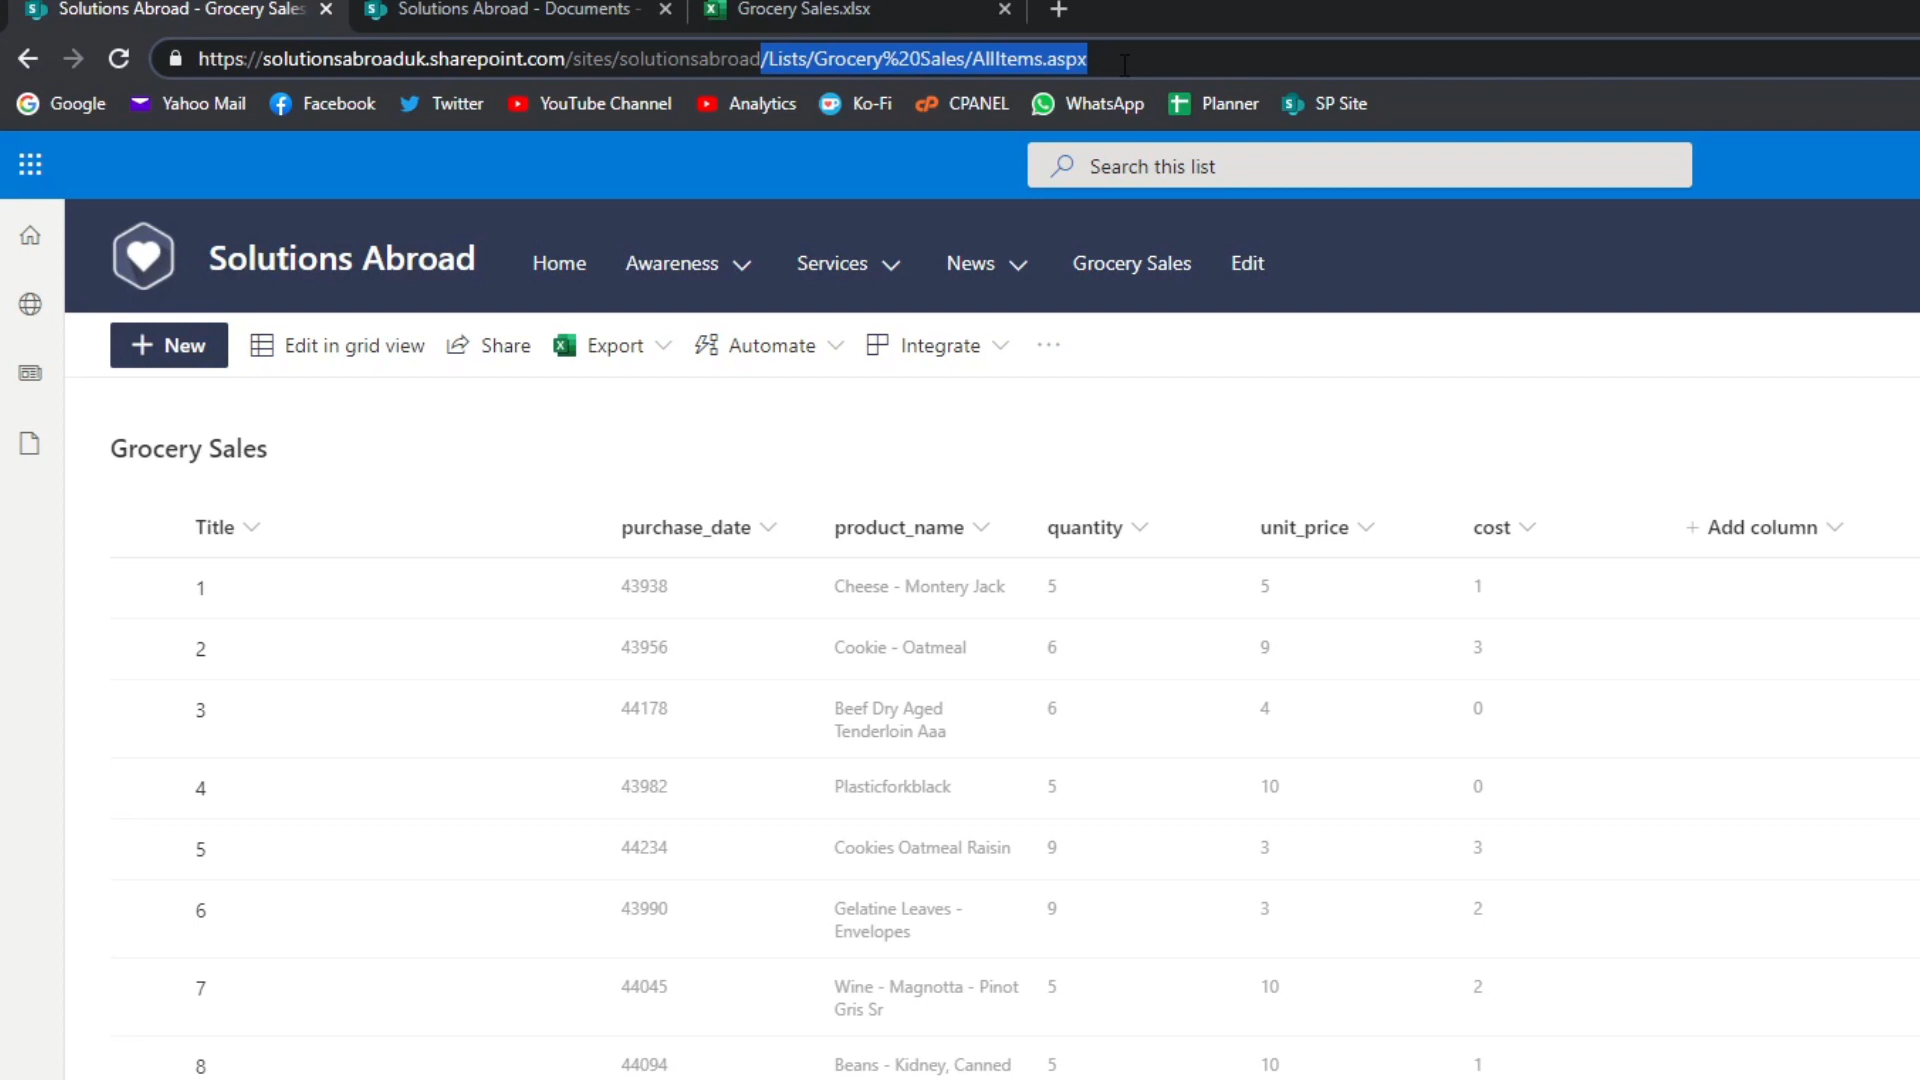 Solutions Abroad - Grocery Sales
Solutions Abroad - Documents -
Grocery Sales.xlsx
https://solutionsabroaduk.sharepoint.com/sites/solutionsabroad/Lists/Grocery%20Sales/AllItems.aspx
Google Yahoo Mail Facebook Twitter YouTube Channel Analytics Ko-Fi CPANEL WhatsApp Planner SP Site
Search this list
Solutions Abroad Home Awareness Services News Grocery Sales Edit
+ New Edit in grid view Share Export Automate Integrate ...
Grocery Sales
Title purchase_date product_name quantity unit_price cost + Add column
1 43938 Cheese - Montery Jack 5 5 1
2 43956 Cookie - Oatmeal 6 9 3
3 44178 Beef Dry Aged 6 4 0
Tenderloin Aaa
4 43982 Plasticforkblack 5 10 0
5 44234 Cookies Oatmeal Raisin 9 3 3
6 43990 Gelatine Leaves - 9 3 2
Envelopes
7 44045 Wine - Magnotta - Pinot 5 10 2
Gris Sr
8 44094 Beans - Kidney, Canned 5 10 1